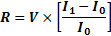 R = V × [ (I₁ − I₀) / I₀ ]